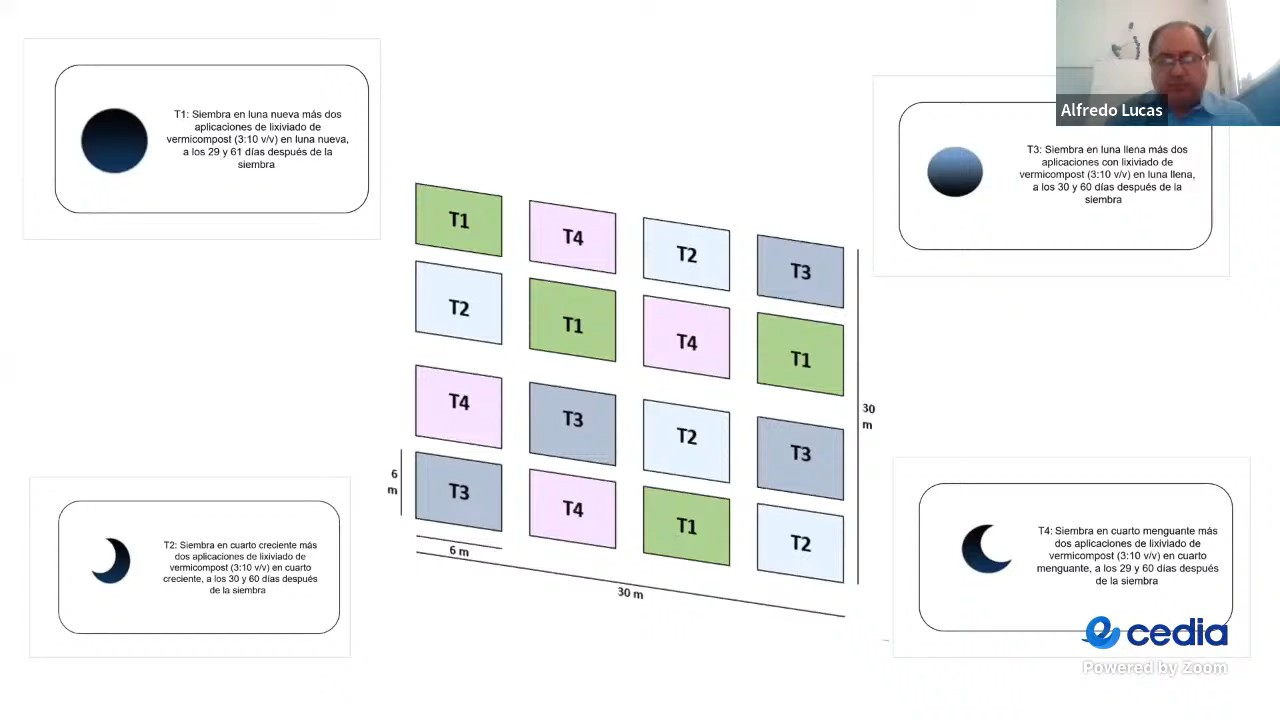 T1: Siembra en luna nueva más dos
aplicaciones de lixiviado de
vermicompost (3:10 v/v) en luna nueva,
a los 29 y 61 días después de la
siembra
Alfredo Lucas
T3: Siembra en luna llena más dos
aplicaciones con lixiviado de
vermicompost (3:10 v/v) en luna llena,
a los 30 y 60 días después de la
siembra
T1
T4
T2
T3
T2
T1
T4
T1
T4
T3
T2
T3
T3
T4
T1
T2
30
m
6
m
6 m
30 m
T2: Siembra en cuarto creciente más
dos aplicaciones de lixiviado de
vermicompost (3:10 v/v) en cuarto
creciente, a los 30 y 60 días después
de la siembra
T4: Siembra en cuarto menguante más
dos aplicaciones de lixiviado de
vermicompost (3:10 v/v) en cuarto
menguante, a los 29 y 60 días después
de la siembra
cedia
Powered by Zoom